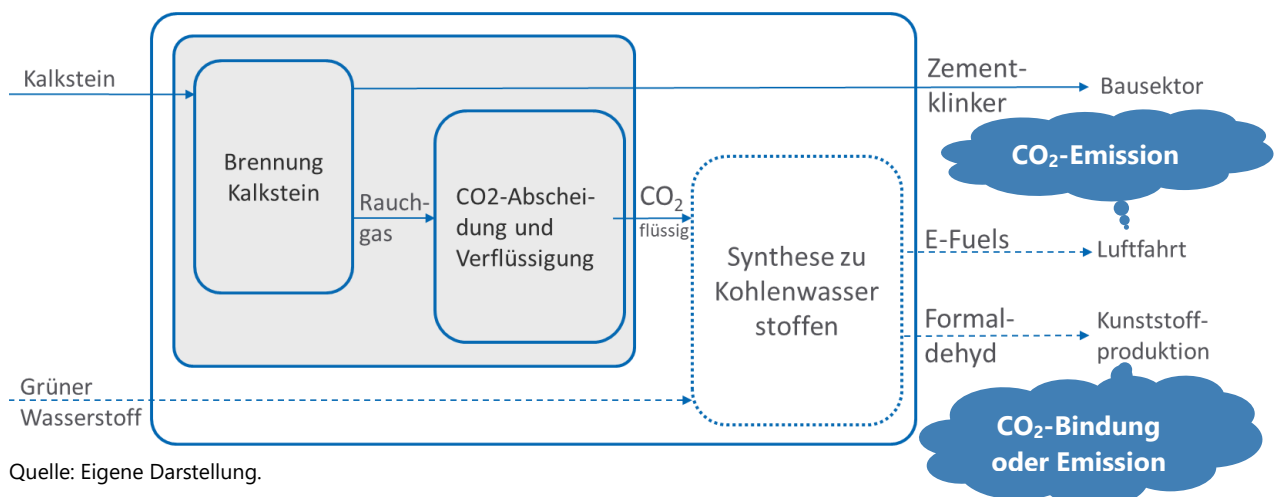 Kalkstein
Brennung
Kalkstein
Rauch-
gas
CO2-Abschei-
dung und
Verflüssigung
CO₂
flüssig
Grüner
Wasserstoff
Synthese zu
Kohlenwasser
stoffen
Zement-
klinker
Bausektor
CO₂-Emission
E-Fuels
Luftfahrt
Formal-
dehyd
Kunststoff-
produktion
CO₂-Bindung
oder Emission
Quelle: Eigene Darstellung.